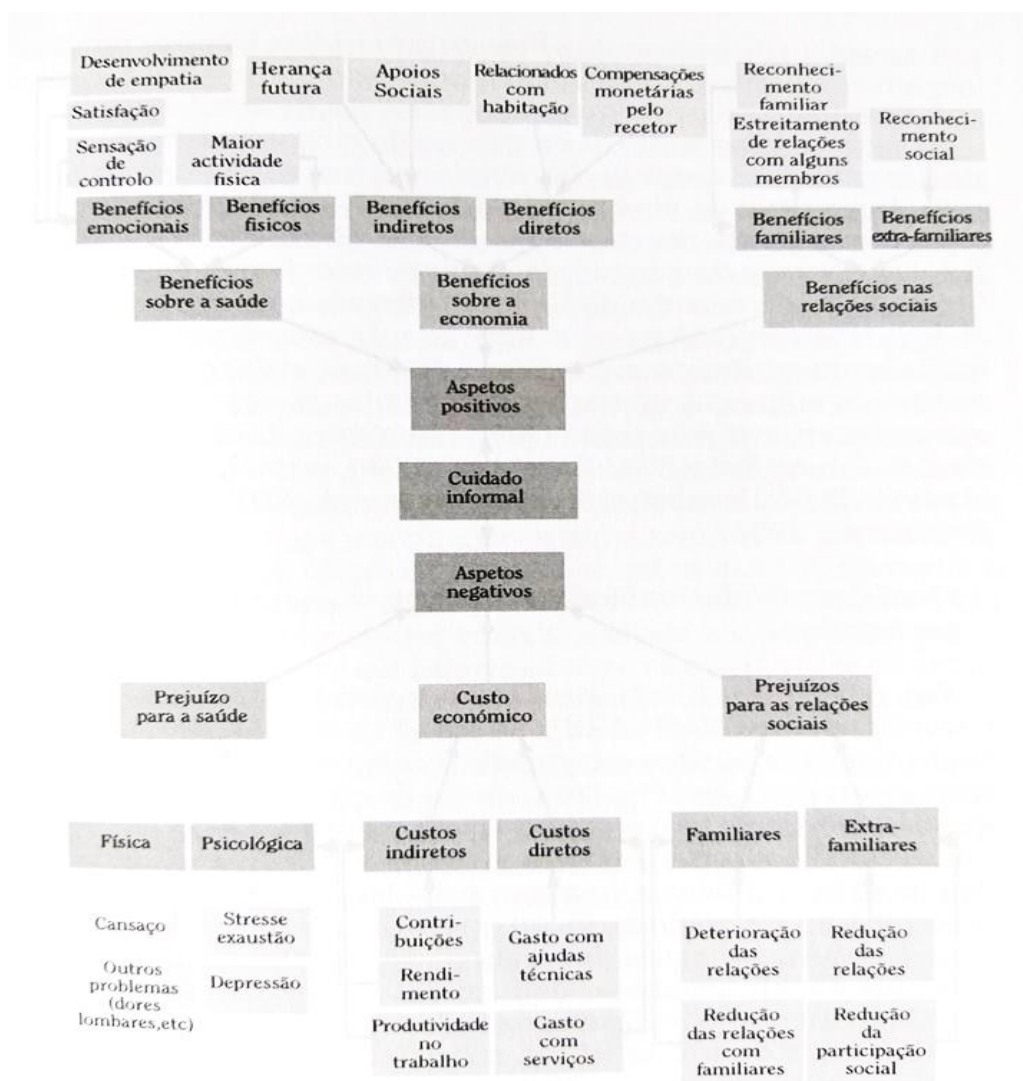 Desenvolvimento
de empatia
Herança
futura
Apoios
Sociais
Relacionados
com
habitação
Compensações
monetárias
pelo
recetor
Reconheci-
mento
familiar
Satisfação
Estreitamento
de relações
com alguns
membros
Reconheci-
mento
social
Sensação
de
controlo
Maior
actividade
fisica
Benefícios
emocionais
Benefícios
fisicos
Benefícios
indiretos
Benefícios
diretos
Benefícios
familiares
Benefícios
extra-familiares
Benefícios
sobre a saúde
Benefícios
sobre a
economia
Benefícios nas
relações sociais
Aspetos
positivos
Cuidado
informal
Aspetos
negativos
Prejuízo
para a saúde
Custo
económico
Prejuízos
para as relações
sociais
Física
Psicológica
Custos
indiretos
Custos
diretos
Familiares
Extra-
familiares
Cansaço
Stresse
exaustão
Contri-
buições
Gasto com
ajudas
técnicas
Deterioração
das
relações
Redução
das
relações
Outros
problemas
(dores
lombares,etc)
Depressão
Rendi-
mento
Produtividade
no
trabalho
Gasto
com
serviços
Redução
das relações
com
familiares
Redução
da
participação
social